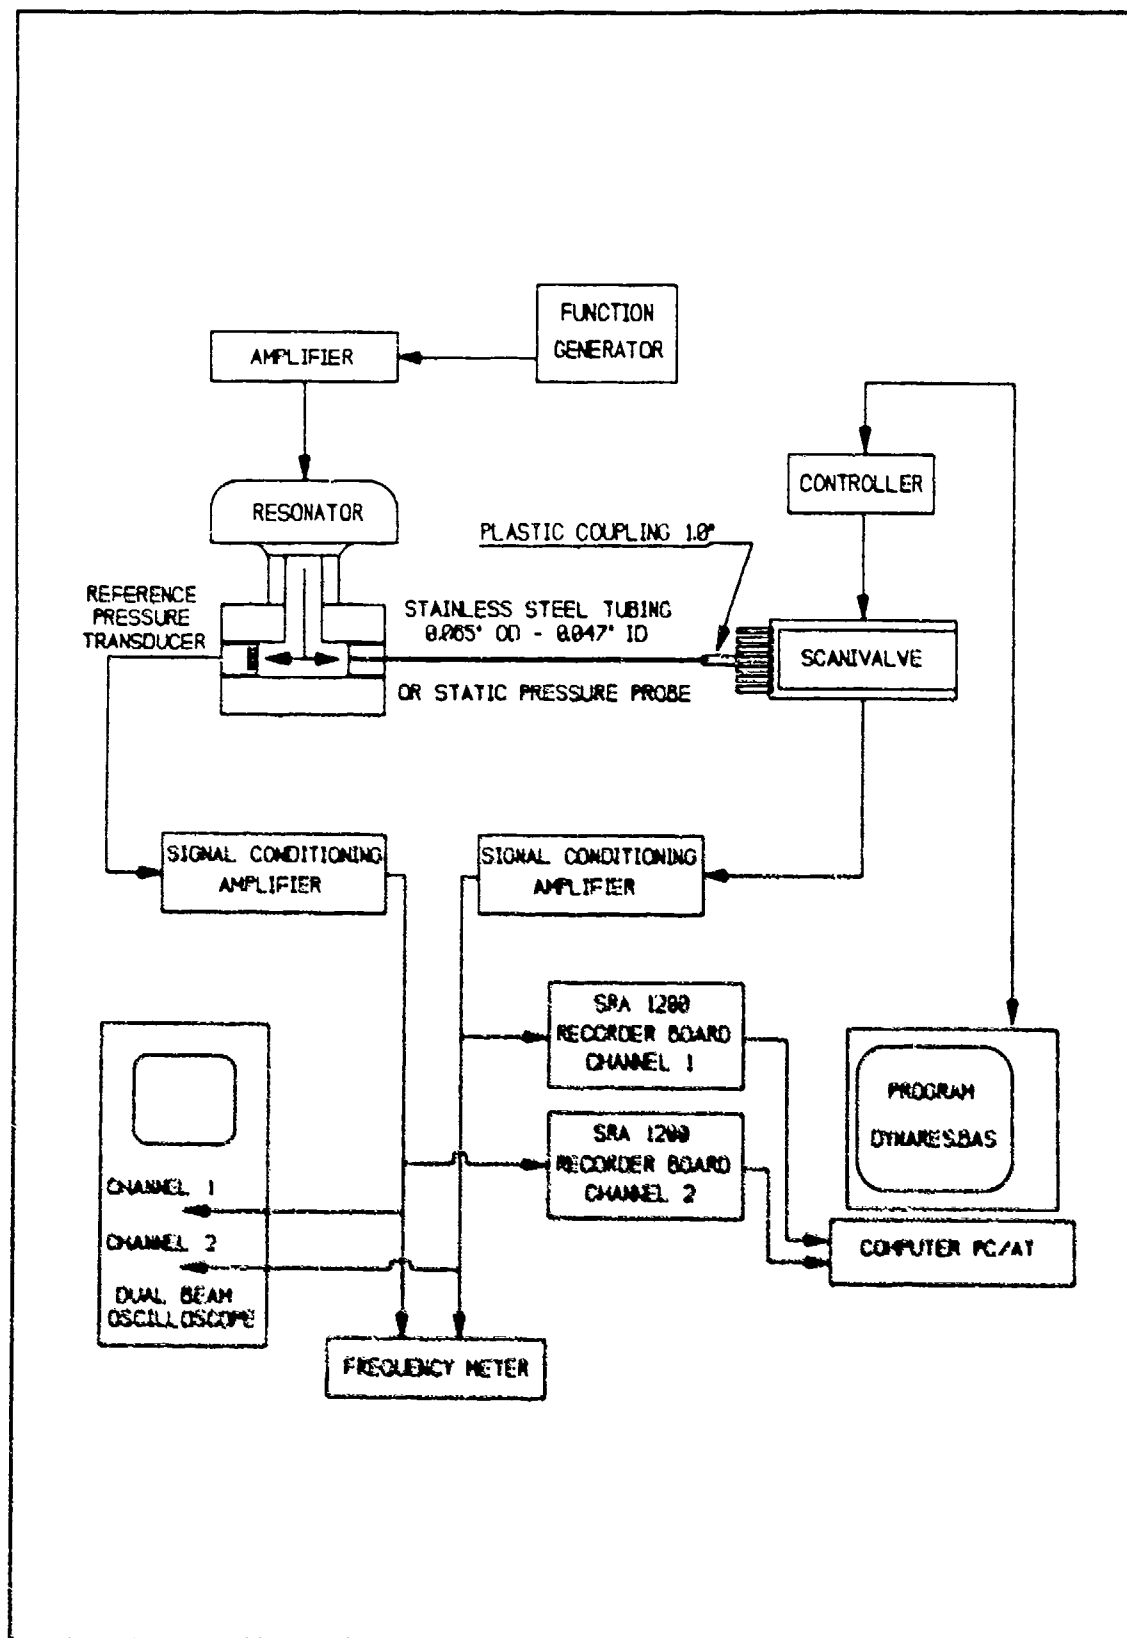 FUNCTION
GENERATOR
AMPLIFIER
CONTROLLER
RESONATOR
PLASTIC COUPLING 1.0"
REFERENCE
PRESSURE
TRANSDUCER
STAINLESS STEEL TUBING
0.065" OD - 0.047" ID
SCANIVALVE
OR STATIC PRESSURE PROBE
SIGNAL CONDITIONING
AMPLIFIER
SIGNAL CONDITIONING
AMPLIFIER
SRA 1200
RECORDER BOARD
CHANNEL 1
PROGRAM
DYNARES.BAS
SRA 1200
RECORDER BOARD
CHANNEL 2
CHANNEL 1
CHANNEL 2
DUAL BEAM
OSCILLOSCOPE
COMPUTER PC/AT
FREQUENCY METER